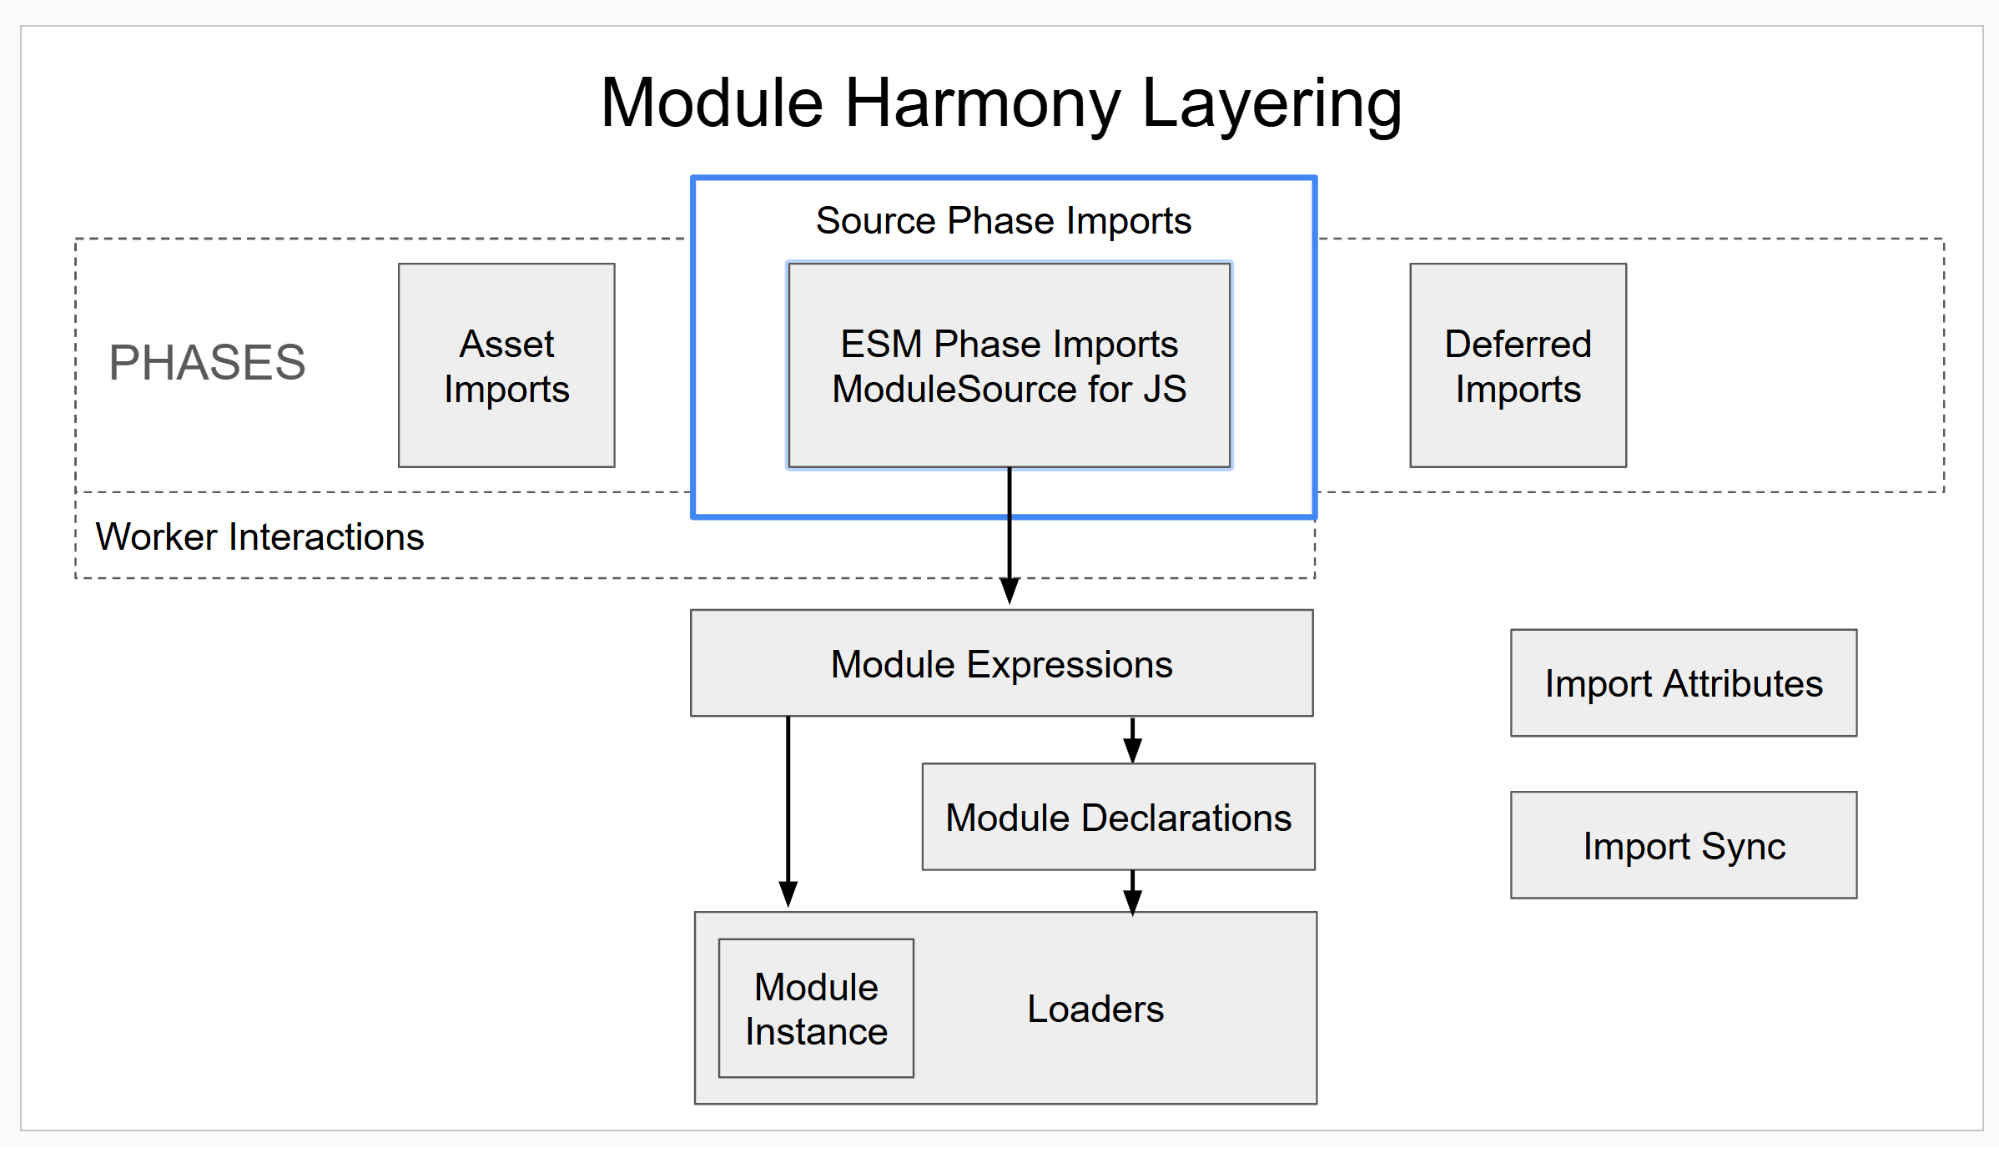 Module Harmony Layering
Source Phase Imports
PHASES
Asset
Imports
ESM Phase Imports
ModuleSource for JS
Deferred
Imports
Worker Interactions
Module Expressions
Import Attributes
Module Declarations
Import Sync
Module
Instance
Loaders